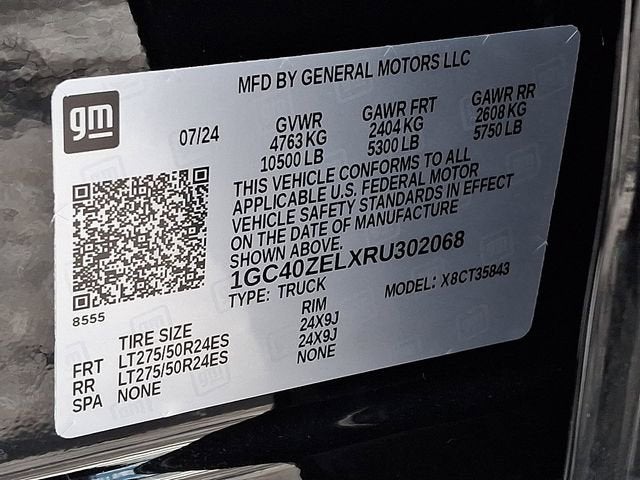 MFD BY GENERAL MOTORS LLC
gm
07/24
GVWR GAWR FRT GAWR RR
4763 KG 2404 KG 2608 KG
10500 LB 5300 LB 5750 LB
THIS VEHICLE CONFORMS TO ALL
APPLICABLE U.S. FEDERAL MOTOR
VEHICLE SAFETY STANDARDS IN EFFECT
ON THE DATE OF MANUFACTURE
SHOWN ABOVE.
1GC40ZELXRU302068
TYPE: TRUCK MODEL: X8CT35843
8555
TIRE SIZE RIM
FRT LT275/50R24ES 24X9J
RR LT275/50R24ES 24X9J
SPA NONE NONE